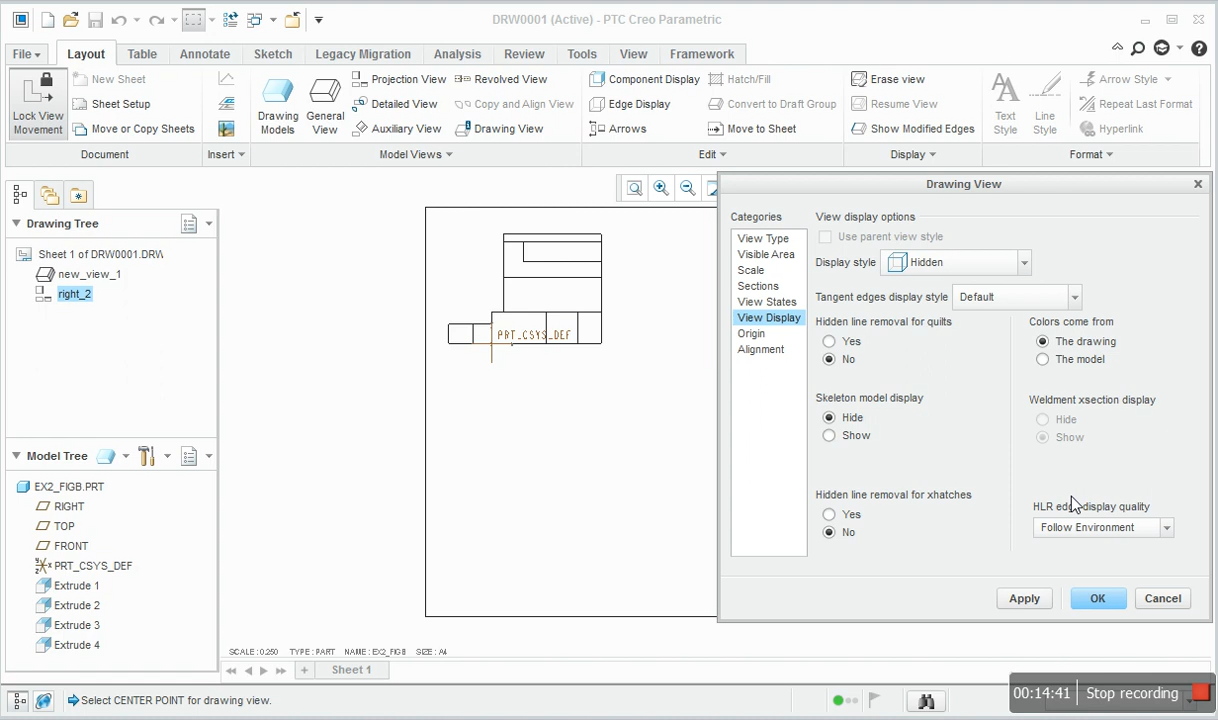 DRW0001 (Active) - PTC Creo Parametric
File Layout Table Annotate Sketch Legacy Migration Analysis Review Tools View Framework
Lock View Movement
New Sheet
Sheet Setup
Move or Copy Sheets
Document
Insert
Drawing Models
General View
Projection View
Detailed View
Auxiliary View
Revolved View
Copy and Align View
Drawing View
Model Views
Component Display
Edge Display
Arrows
Hatch/Fill
Convert to Draft Group
Move to Sheet
Edit
Erase view
Resume View
Show Modified Edges
Display
Text Style
Line Style
Arrow Style
Repeat Last Format
Hyperlink
Format
Drawing Tree
Sheet 1 of DRW0001.DRW
new_view_1
right_2
Model Tree
EX2_FIGB.PRT
RIGHT
TOP
FRONT
PRT_CSYS_DEF
Extrude 1
Extrude 2
Extrude 3
Extrude 4
PRT_CSYS_DEF
Drawing View
Categories
View Type
Visible Area
Scale
Sections
View States
View Display
Origin
Alignment
View display options
Use parent view style
Display style Hidden
Tangent edges display style Default
Hidden line removal for quilts
Yes
No
Colors come from
The drawing
The model
Skeleton model display
Hide
Show
Weldment xsection display
Hide
Show
Hidden line removal for xhatches
Yes
No
HLR edge display quality
Follow Environment
Apply OK Cancel
SCALE : 0.250 TYPE : PART NAME : EX2_FIGB SIZE : A4
Sheet 1
Select CENTER POINT for drawing view.
00:14:41 Stop recording